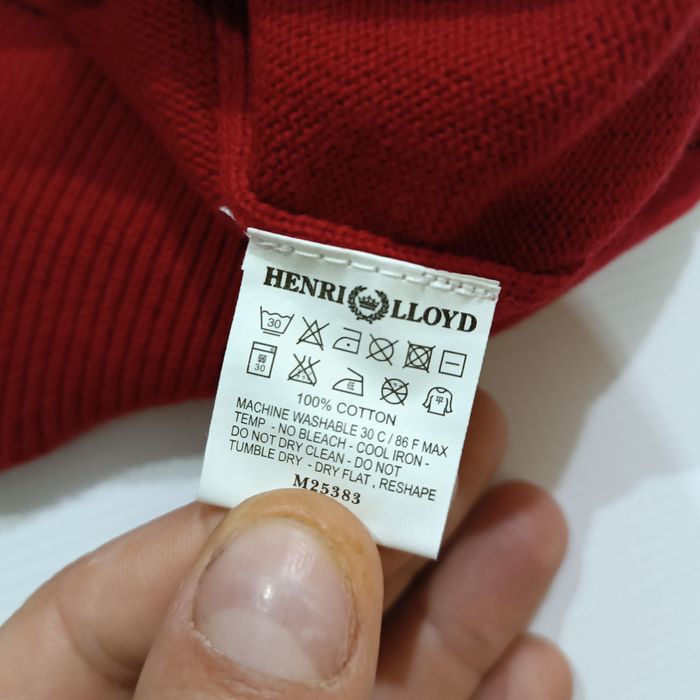 HENRI LLOYD
30
30
100% COTTON
MACHINE WASHABLE 30 C / 86 F MAX
TEMP - NO BLEACH - COOL IRON -
DO NOT DRY CLEAN - DO NOT
TUMBLE DRY - DRY FLAT , RESHAPE
M25383